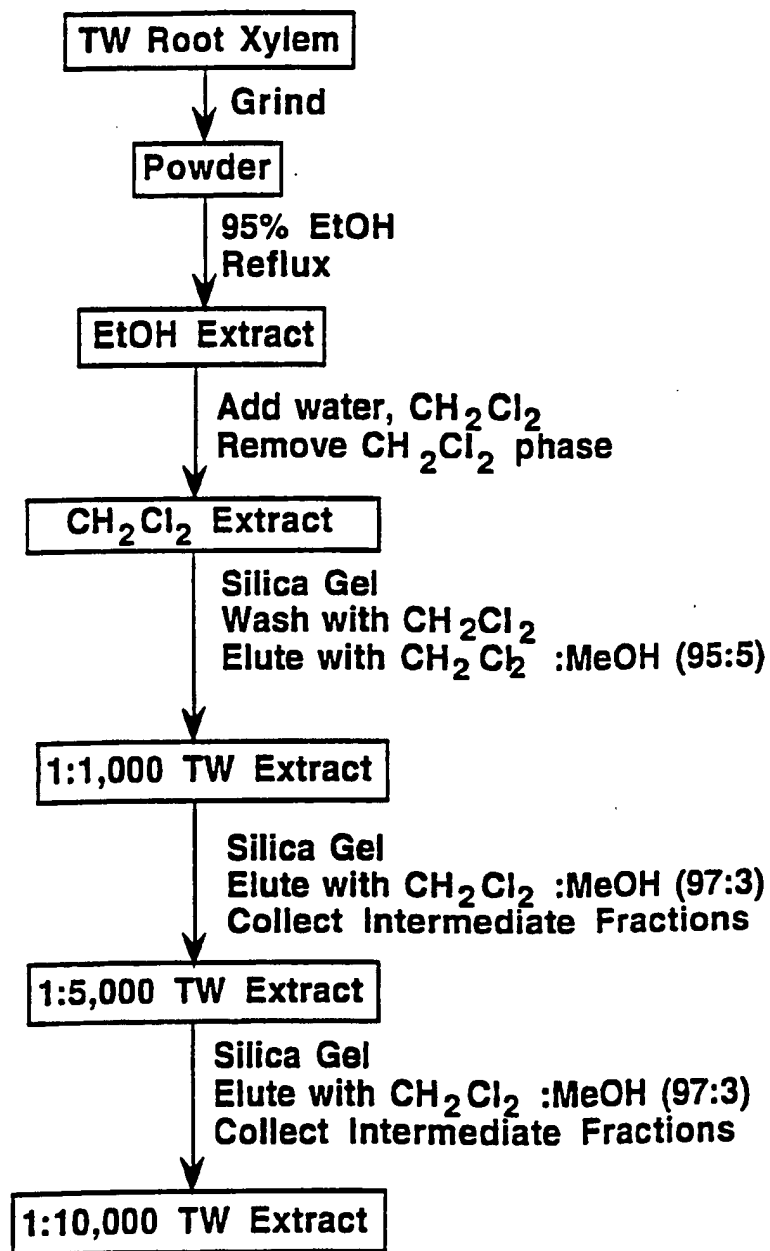 TW Root Xylem
Grind
Powder
95% EtOH
Reflux
EtOH Extract
Add water, CH2Cl2
Remove CH2Cl2 phase
CH2Cl2 Extract
Silica Gel
Wash with CH2Cl2
Elute with CH2Cl2 :MeOH (95:5)
1:1,000 TW Extract
Silica Gel
Elute with CH2Cl2 :MeOH (97:3)
Collect Intermediate Fractions
1:5,000 TW Extract
Silica Gel
Elute with CH2Cl2 :MeOH (97:3)
Collect Intermediate Fractions
1:10,000 TW Extract